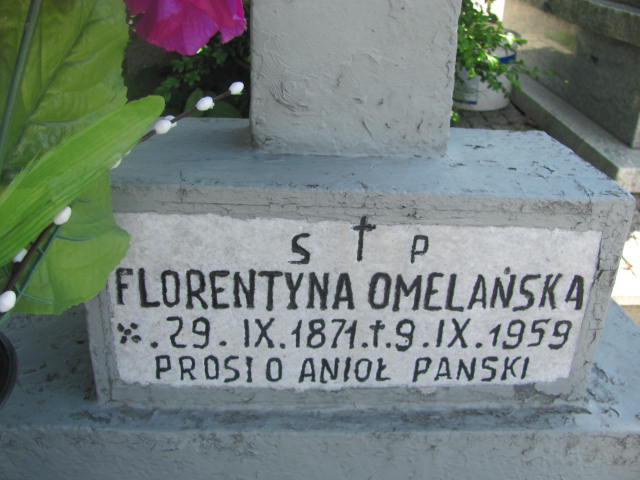 S † P
FLORENTYNA OMELAŃSKA
*. 29. IX. 1871. †. 9. IX. 1959
PROSI O ANIOŁ PANSKI